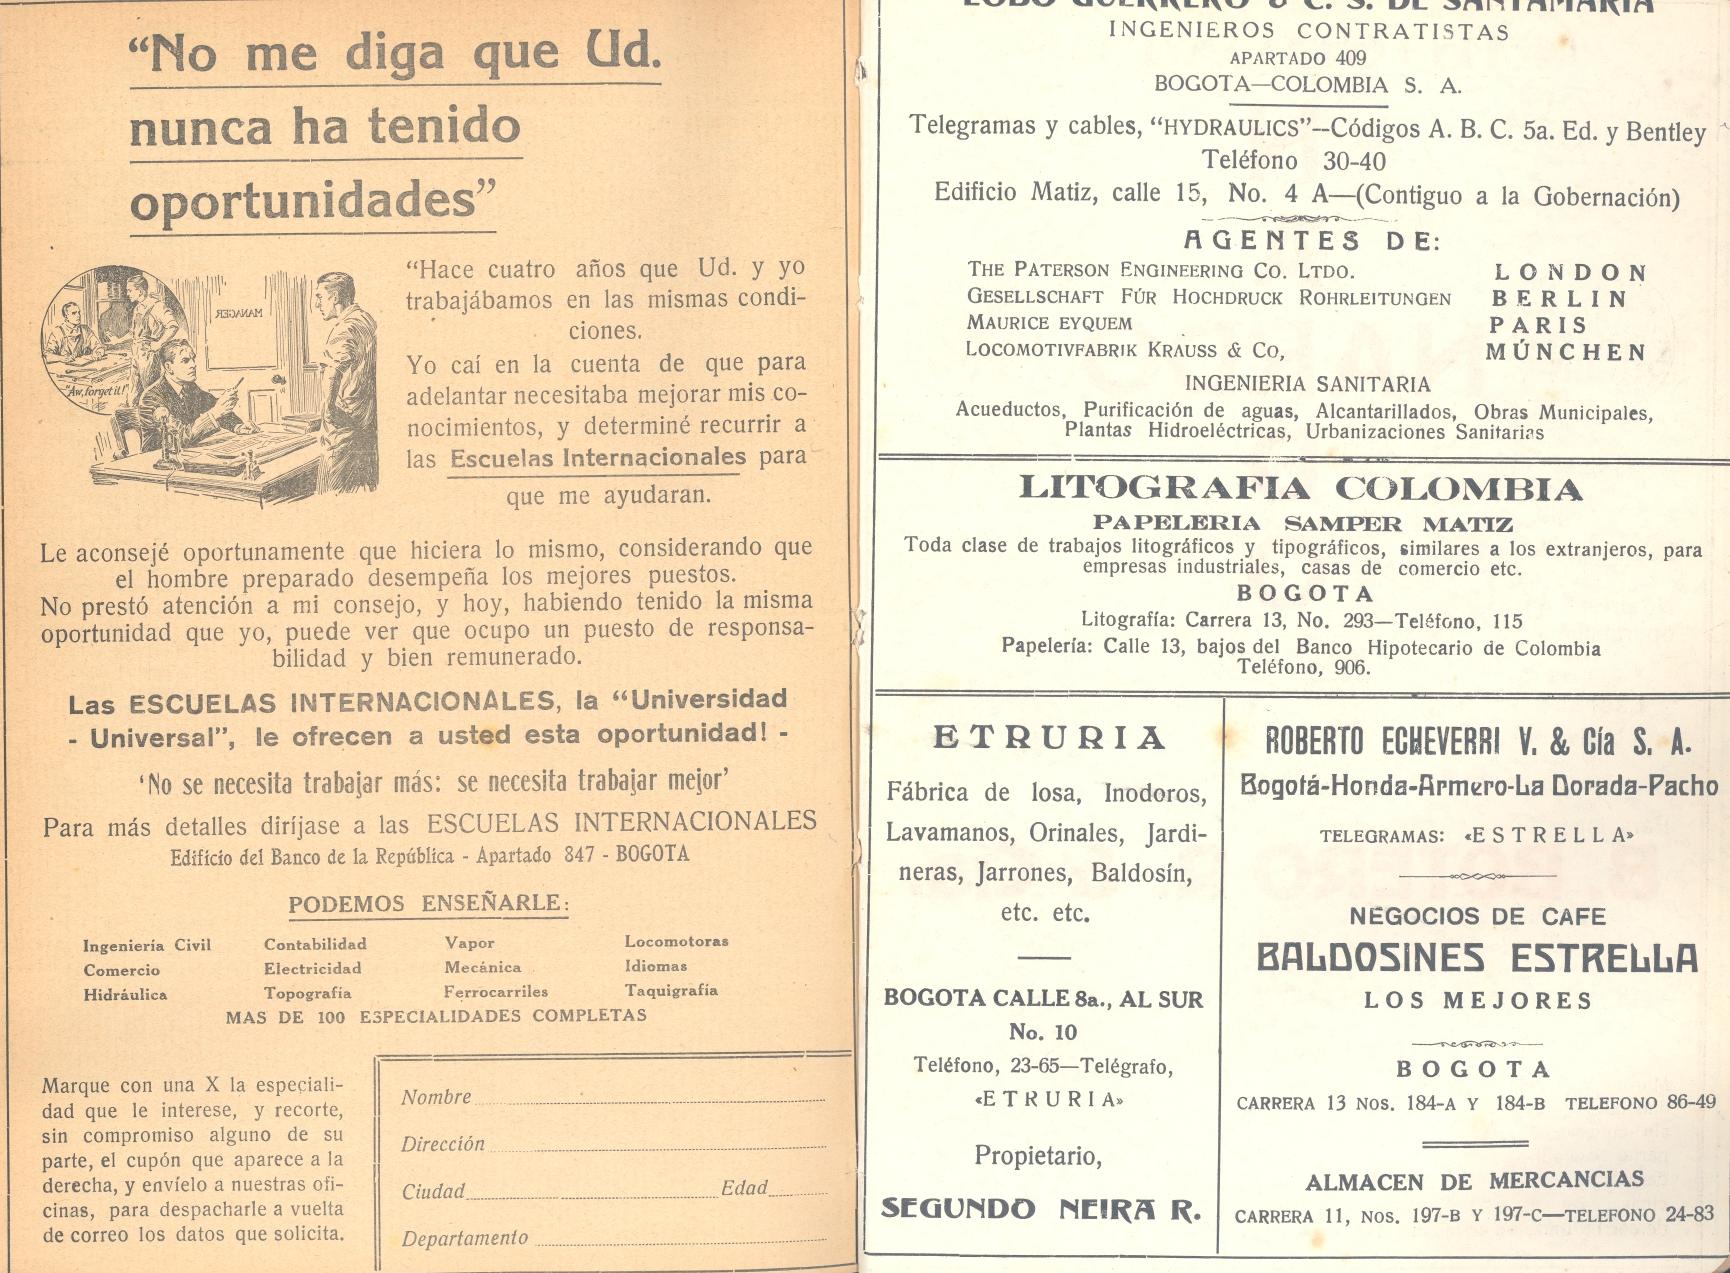 “No me diga que Ud.
nunca ha tenido
oportunidades”
MANAGER
"Aw, forget it!"
“Hace cuatro años que Ud. y yo
trabajábamos en las mismas condi-
ciones.
Yo caí en la cuenta de que para
adelantar necesitaba mejorar mis co-
nocimientos, y determiné recurrir a
las Escuelas Internacionales para
que me ayudaran.
Le aconsejé oportunamente que hiciera lo mismo, considerando que
el hombre preparado desempeña los mejores puestos.
No prestó atención a mi consejo, y hoy, habiendo tenido la misma
oportunidad que yo, puede ver que ocupo un puesto de responsa-
bilidad y bien remunerado.
Las ESCUELAS INTERNACIONALES, la “Universidad
- Universal”, le ofrecen a usted esta oportunidad! -
‘No se necesita trabajar más: se necesita trabajar mejor’
Para más detalles diríjase a las ESCUELAS INTERNACIONALES
Edificio del Banco de la República - Apartado 847 - BOGOTA
PODEMOS ENSEÑARLE:
Ingeniería Civil Contabilidad Vapor Locomotoras
Comercio Electricidad Mecánica Idiomas
Hidráulica Topografía Ferrocarriles Taquigrafía
MAS DE 100 ESPECIALIDADES COMPLETAS
Marque con una X la especiali-
dad que le interese, y recorte,
sin compromiso alguno de su
parte, el cupón que aparece a la
derecha, y envíelo a nuestras ofi-
cinas, para despacharle a vuelta
de correo los datos que solicita.
Nombre
Dirección
Ciudad Edad
Departamento
LOBO GUERRERO & C. S. DE SANTAMARIA
INGENIEROS CONTRATISTAS
APARTADO 409
BOGOTA—COLOMBIA S. A.
Telegramas y cables, “HYDRAULICS”—Códigos A. B. C. 5a. Ed. y Bentley
Teléfono 30-40
Edificio Matiz, calle 15, No. 4 A—(Contiguo a la Gobernación)
AGENTES DE:
THE PATERSON ENGINEERING CO. LTDO. LONDON
GESELLSCHAFT FÚR HOCHDRUCK ROHRLEITUNGEN BERLIN
MAURICE EYQUEM PARIS
LOCOMOTIVFABRIK KRAUSS & CO, MÚNCHEN
INGENIERIA SANITARIA
Acueductos, Purificación de aguas, Alcantarillados, Obras Municipales,
Plantas Hidroeléctricas, Urbanizaciones Sanitarias
LITOGRAFIA COLOMBIA
PAPELERIA SAMPER MATIZ
Toda clase de trabajos litográficos y tipográficos, similares a los extranjeros, para
empresas industriales, casas de comercio etc.
BOGOTA
Litografía: Carrera 13, No. 293—Teléfono, 115
Papelería: Calle 13, bajos del Banco Hipotecario de Colombia
Teléfono, 906.
ETRURIA
Fábrica de losa, Inodoros,
Lavamanos, Orinales, Jardi-
neras, Jarrones, Baldosín,
etc. etc.
BOGOTA CALLE 8a., AL SUR
No. 10
Teléfono, 23-65—Telégrafo,
«ETRURIA»
Propietario,
SEGUNDO NEIRA R.
ROBERTO ECHEVERRI V. & Cía S. A.
Bogotá-Honda-Armero-La Dorada-Pacho
TELEGRAMAS: «ESTRELLA»
NEGOCIOS DE CAFE
BALDOSINES ESTRELLA
LOS MEJORES
BOGOTA
CARRERA 13 Nos. 184-A Y 184-B TELEFONO 86-49
ALMACEN DE MERCANCIAS
CARRERA 11, Nos. 197-B Y 197-C—TELEFONO 24-83